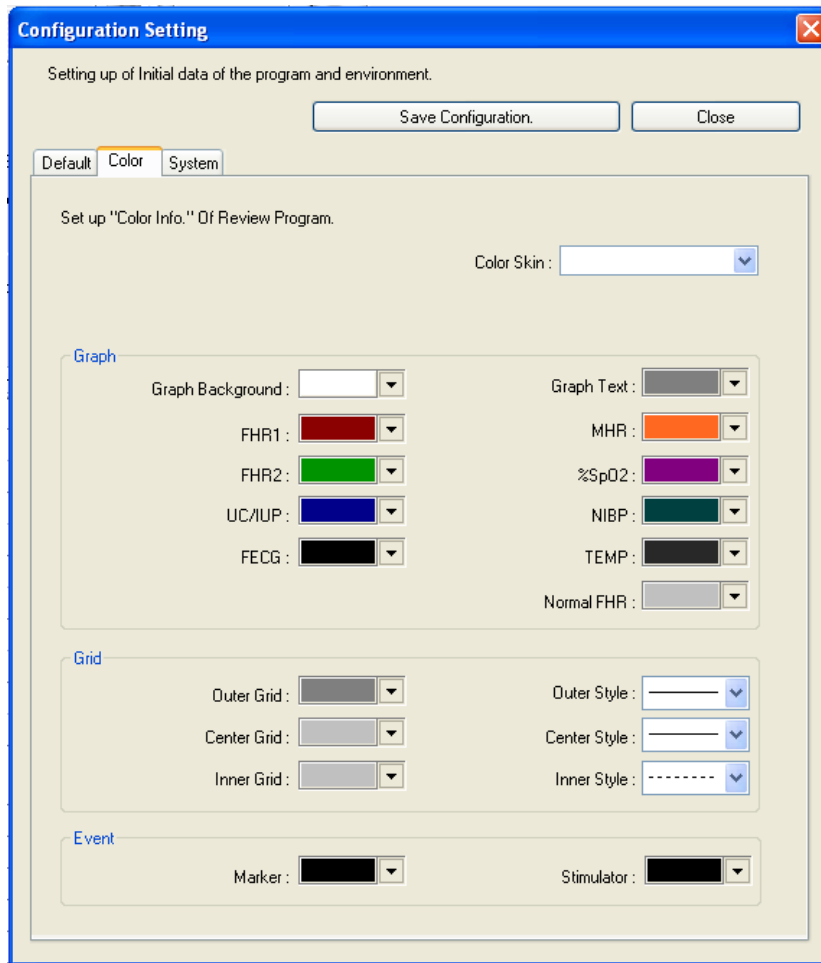 Configuration Setting
Setting up of Initial data of the program and environment.
Save Configuration. Close
Default Color System
Set up "Color Info." Of Review Program.
Color Skin :
Graph
Graph Background : Graph Text :
FHR1 : MHR :
FHR2 : %SpO2 :
UC/IUP : NIBP :
FECG : TEMP :
Normal FHR :
Grid
Outer Grid : Outer Style :
Center Grid : Center Style :
Inner Grid : Inner Style :
Event
Marker : Stimulator :